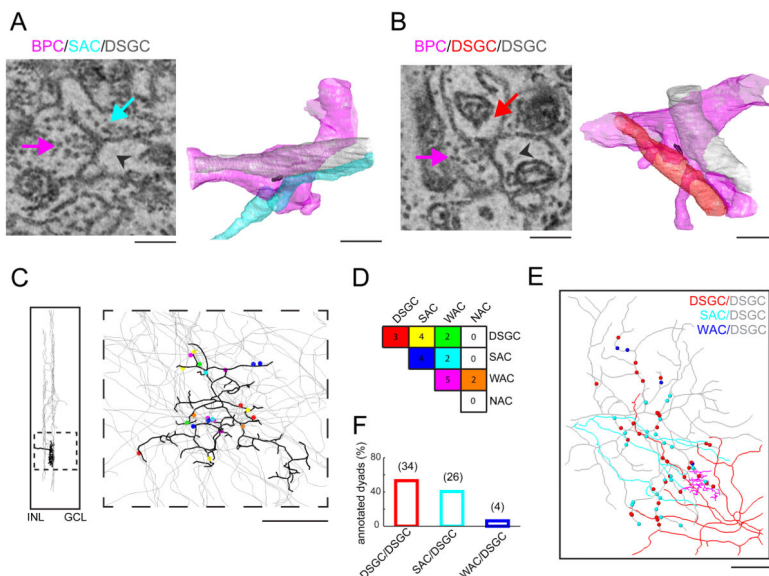 A
BPC/SAC/DSGC
B
BPC/DSGC/DSGC
C
INL
GCL
D
DSGC
SAC
WAC
NAC
3
4
2
0
DSGC
2
0
SAC
5
2
WAC
0
NAC
E
DSGC/DSGC
SAC/DSGC
WAC/DSGC
F
annotated dyads (%)
80
40
0
(34)
(26)
(4)
DSGC/DSGC
SAC/DSGC
WAC/DSGC